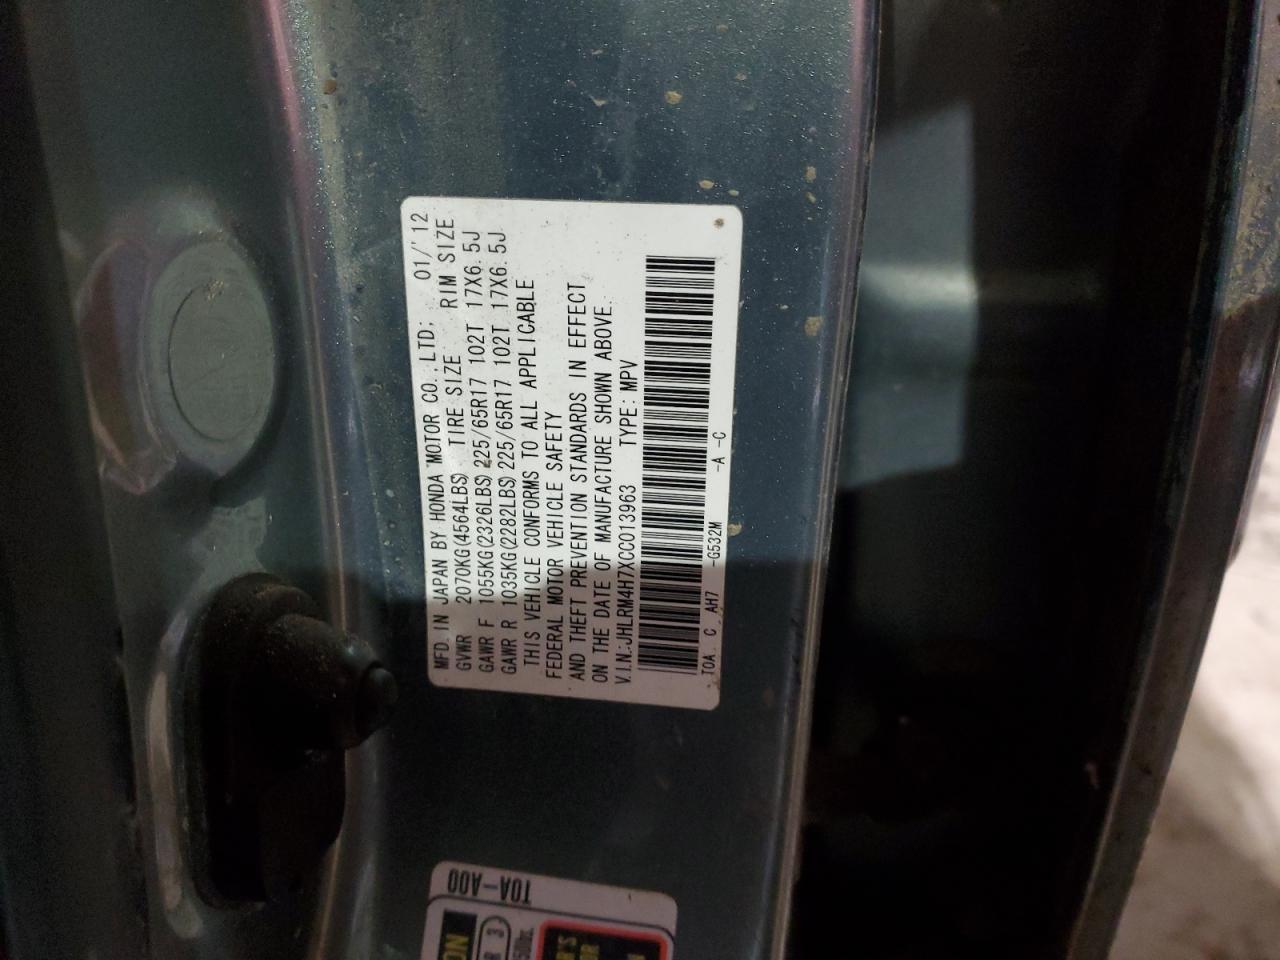 MFD. IN JAPAN BY HONDA MOTOR CO., LTD: 01/'12
GVWR 2070KG(4564LBS) TIRE SIZE RIM SIZE
GAWR F 1055KG(2326LBS) 225/65R17 102T 17X6.5J
GAWR R 1035KG(2282LBS) 225/65R17 102T 17X6.5J
THIS VEHICLE CONFORMS TO ALL APPLICABLE
FEDERAL MOTOR VEHICLE SAFETY
AND THEFT PREVENTION STANDARDS IN EFFECT
ON THE DATE OF MANUFACTURE SHOWN ABOVE.
V.I.N.:JHLRM4H7XCC013963 TYPE: MPV
TOA C AH7 -G532M -A -C
TOA-A00